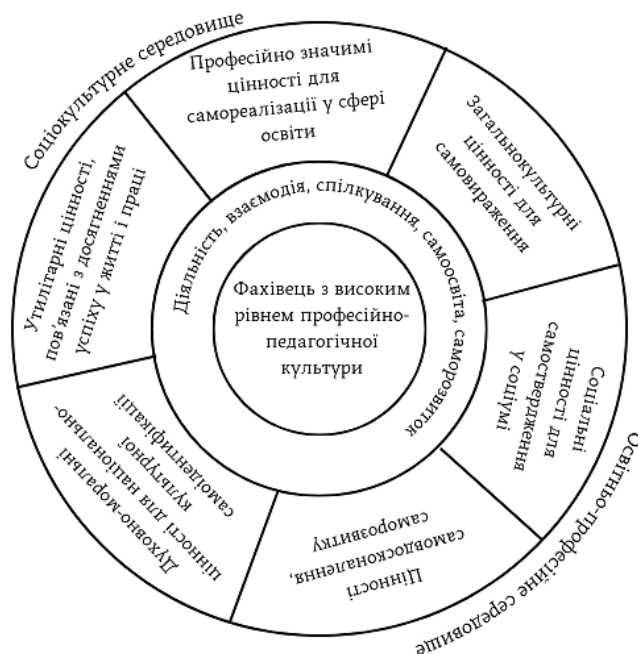 Соціокультурне середовище
Професійно значимі
цінності для
самореалізації у сфері
освіти
Загальнокультурні
цінності для
самовираження
Соціальні
цінності для
самоствердження
у соціумі
Цінності
самовдосконалення,
саморозвитку
Духовно-моральні
цінності для національно-
культурної
самоідентифікації
Утилітарні цінності,
пов'язані з досягненнями
успіху у житті і праці
Діяльність, взаємодія, спілкування, самоосвіта, саморозвиток
Фахівець з високим
рівнем професійно-
педагогічної
культури
Освітньо-професійне середовище